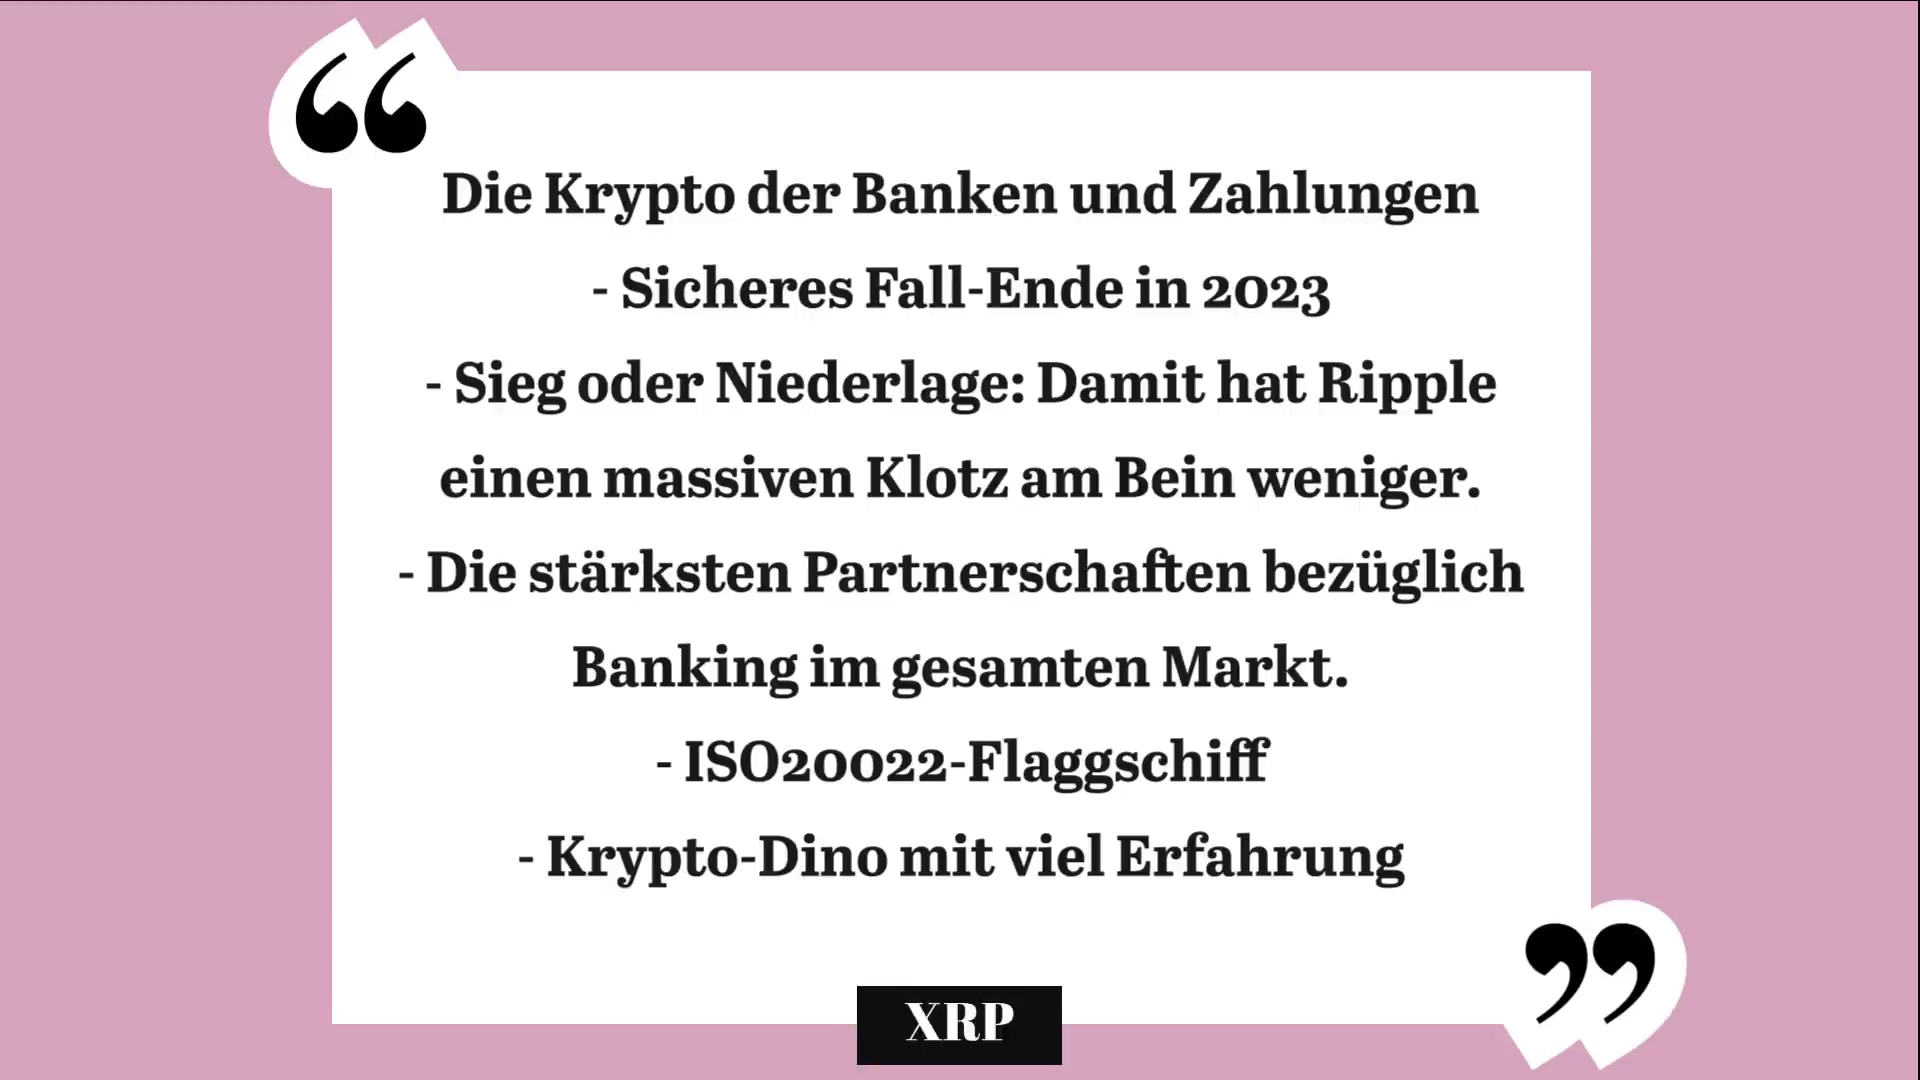 Die Krypto der Banken und Zahlungen
- Sicheres Fall-Ende in 2023
- Sieg oder Niederlage: Damit hat Ripple
einen massiven Klotz am Bein weniger.
- Die stärksten Partnerschaften bezüglich
Banking im gesamten Markt.
- ISO20022-Flaggschiff
- Krypto-Dino mit viel Erfahrung
XRP